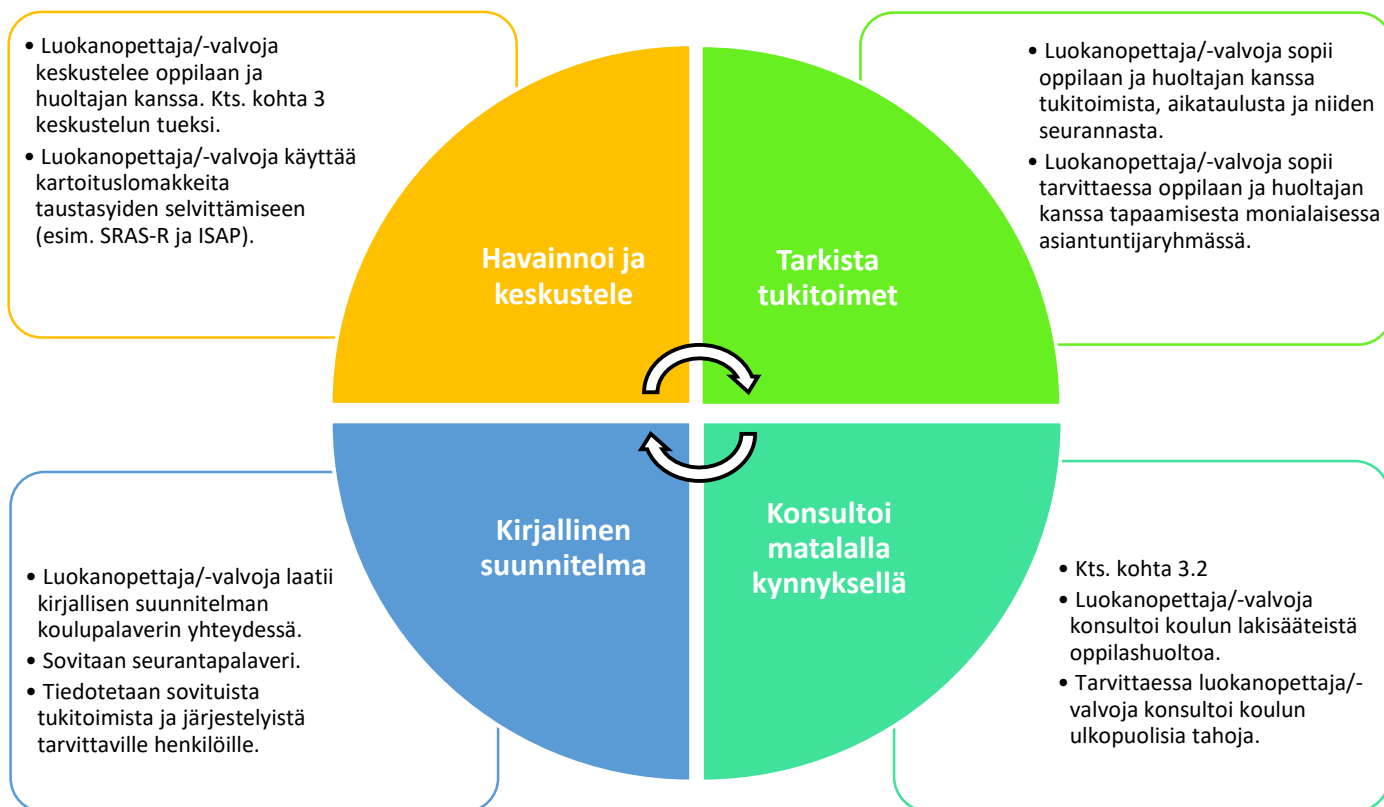 • Luokanopettaja/-valvoja
keskustelee oppilaan ja
huoltajan kanssa. Kts. kohta 3
keskustelun tueksi.
• Luokanopettaja/-valvoja käyttää
kartoituslomakkeita
taustasyiden selvittämiseen
(esim. SRAS-R ja ISAP).
Havainnoi ja
keskustele
• Luokanopettaja/-valvoja sopii
oppilaan ja huoltajan kanssa
tukitoimista, aikataulusta ja niiden
seurannasta.
• Luokanopettaja/-valvoja sopii
tarvittaessa oppilaan ja huoltajan
kanssa tapaamisesta monialaisessa
asiantuntijaryhmässä.
Tarkista
tukitoimet
Kirjallinen
suunnitelma
• Luokanopettaja/-valvoja laatii
kirjallisen suunnitelman
koulupalaverin yhteydessä.
• Sovitaan seurantapalaveri.
• Tiedotetaan sovituista
tukitoimista ja järjestelyistä
tarvittaville henkilöille.
Konsultoi
matalalla
kynnyksellä
• Kts. kohta 3.2
• Luokanopettaja/-valvoja
konsultoi koulun lakisääteistä
oppilashuoltoa.
• Tarvittaessa luokanopettaja/-
valvoja konsultoi koulun
ulkopuolisia tahoja.